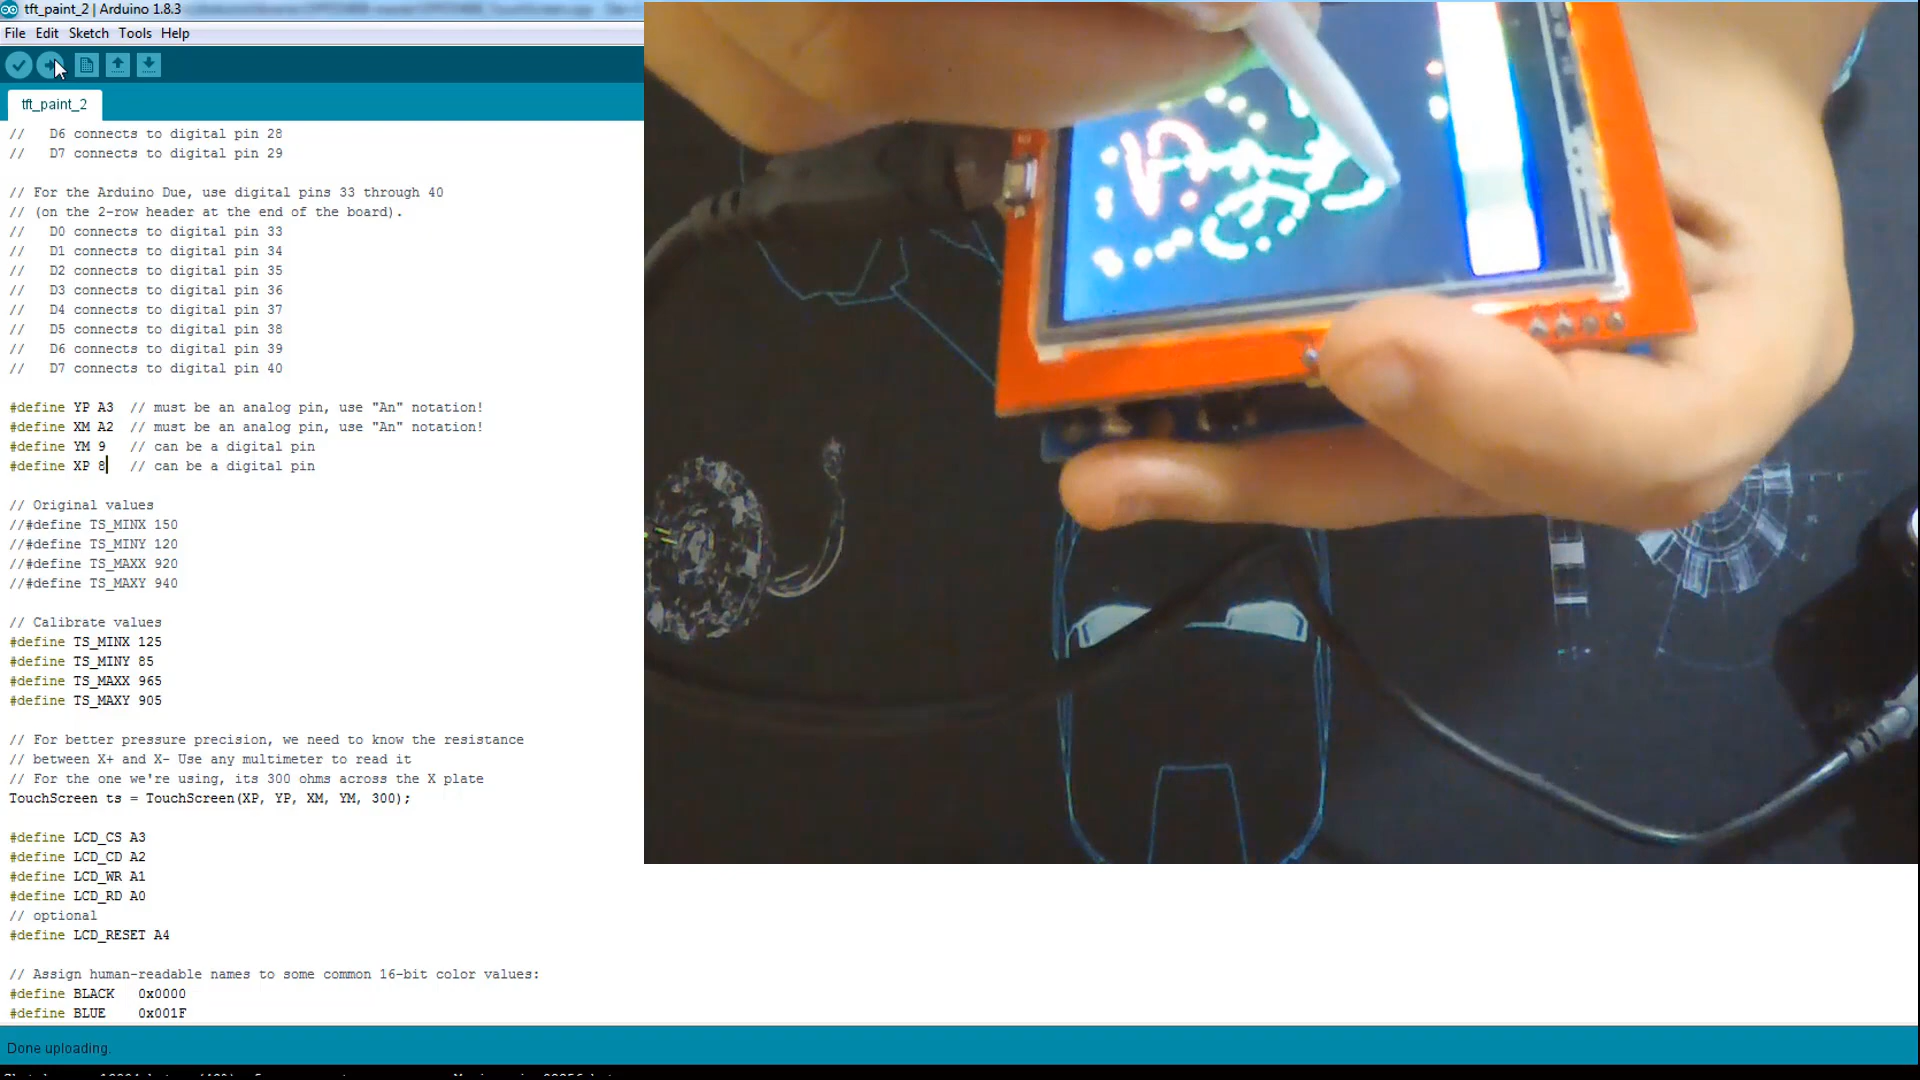 tft_paint_2 | Arduino 1.8.3
File Edit Sketch Tools Help
tft_paint_2
// D6 connects to digital pin 28
// D7 connects to digital pin 29
// For the Arduino Due, use digital pins 33 through 40
// (on the 2-row header at the end of the board).
// D0 connects to digital pin 33
// D1 connects to digital pin 34
// D2 connects to digital pin 35
// D3 connects to digital pin 36
// D4 connects to digital pin 37
// D5 connects to digital pin 38
// D6 connects to digital pin 39
// D7 connects to digital pin 40
#define YP A3 // must be an analog pin, use "An" notation!
#define XM A2 // must be an analog pin, use "An" notation!
#define YM 9 // can be a digital pin
#define XP 8 // can be a digital pin
// Original values
//#define TS_MINX 150
//#define TS_MINY 120
//#define TS_MAXX 920
//#define TS_MAXY 940
// Calibrate values
#define TS_MINX 125
#define TS_MINY 85
#define TS_MAXX 965
#define TS_MAXY 905
// For better pressure precision, we need to know the resistance
// between X+ and X- Use any multimeter to read it
// For the one we're using, its 300 ohms across the X plate
TouchScreen ts = TouchScreen(XP, YP, XM, YM, 300);
#define LCD_CS A3
#define LCD_CD A2
#define LCD_WR A1
#define LCD_RD A0
// optional
#define LCD_RESET A4
// Assign human-readable names to some common 16-bit color values:
#define BLACK 0x0000
#define BLUE 0x001F
Done uploading.